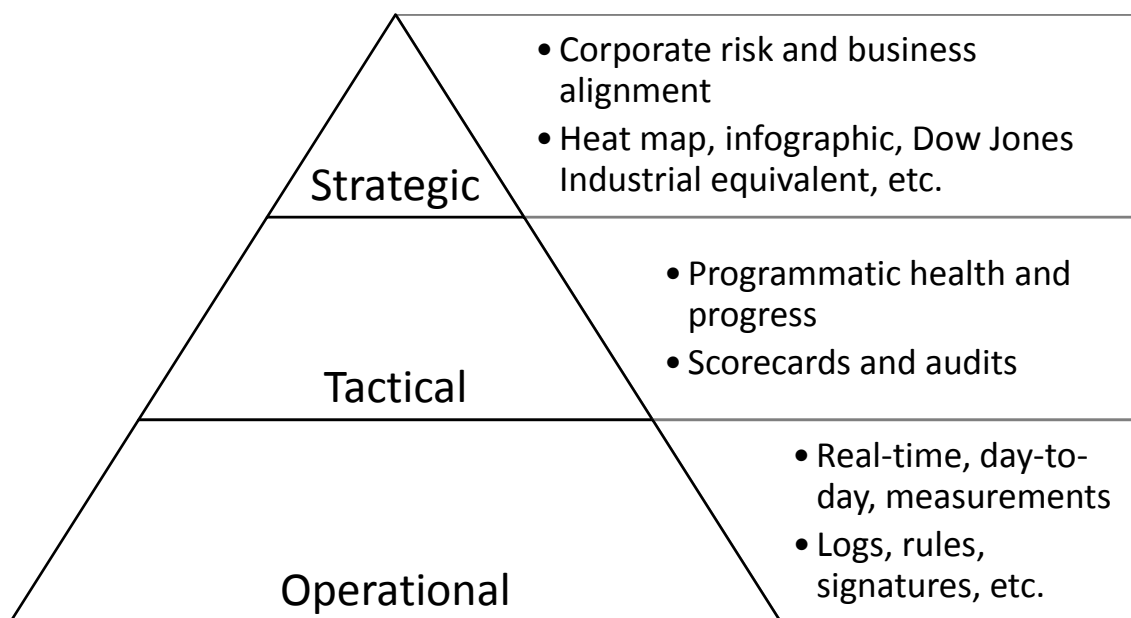 • Corporate risk and business
alignment
• Heat map, infographic, Dow Jones
Industrial equivalent, etc.
Strategic
• Programmatic health and
progress
• Scorecards and audits
Tactical
• Real-time, day-to-
day, measurements
• Logs, rules,
signatures, etc.
Operational